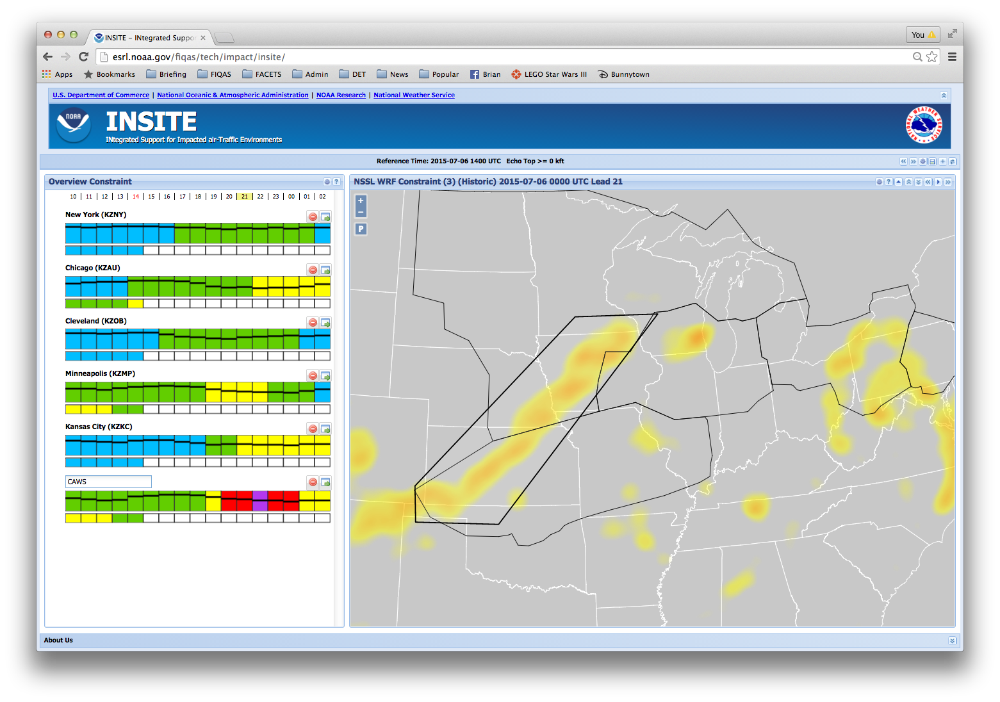 INSITE – INtegrated Suppo
You
esrl.noaa.gov/fiqas/tech/impact/insite/
Apps Bookmarks Briefing FIQAS FACETS Admin DET News Popular Brian LEGO Star Wars III Bunnytown
U.S. Department of Commerce | National Oceanic & Atmospheric Administration | NOAA Research | National Weather Service
NOAA
INSITE
INtegrated Support for Impacted air-Traffic Environments
NATIONAL WEATHER SERVICE
Reference Time: 2015-07-06 1400 UTC Echo Top >= 0 kft
Overview Constraint
NSSL WRF Constraint (3) (Historic) 2015-07-06 0000 UTC Lead 21
10 | 11 | 12 | 13 | 14 | 15 | 16 | 17 | 18 | 19 | 20 | 21 | 22 | 23 | 00 | 01 | 02
+
−
P
New York (KZNY)
Chicago (KZAU)
Cleveland (KZOB)
Minneapolis (KZMP)
Kansas City (KZKC)
CAWS
About Us